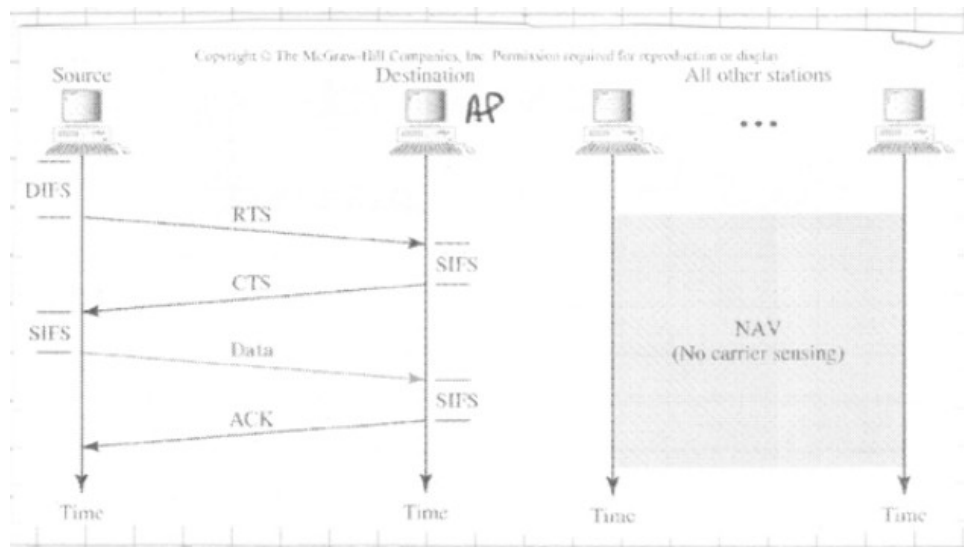 Copyright © The McGraw-Hill Companies, Inc. Permission required for reproduction or display.
Source Destination All other stations
AP
...
DIFS
RTS
SIFS
CTS
SIFS
Data
NAV
(No carrier sensing)
SIFS
ACK
Time Time Time Time